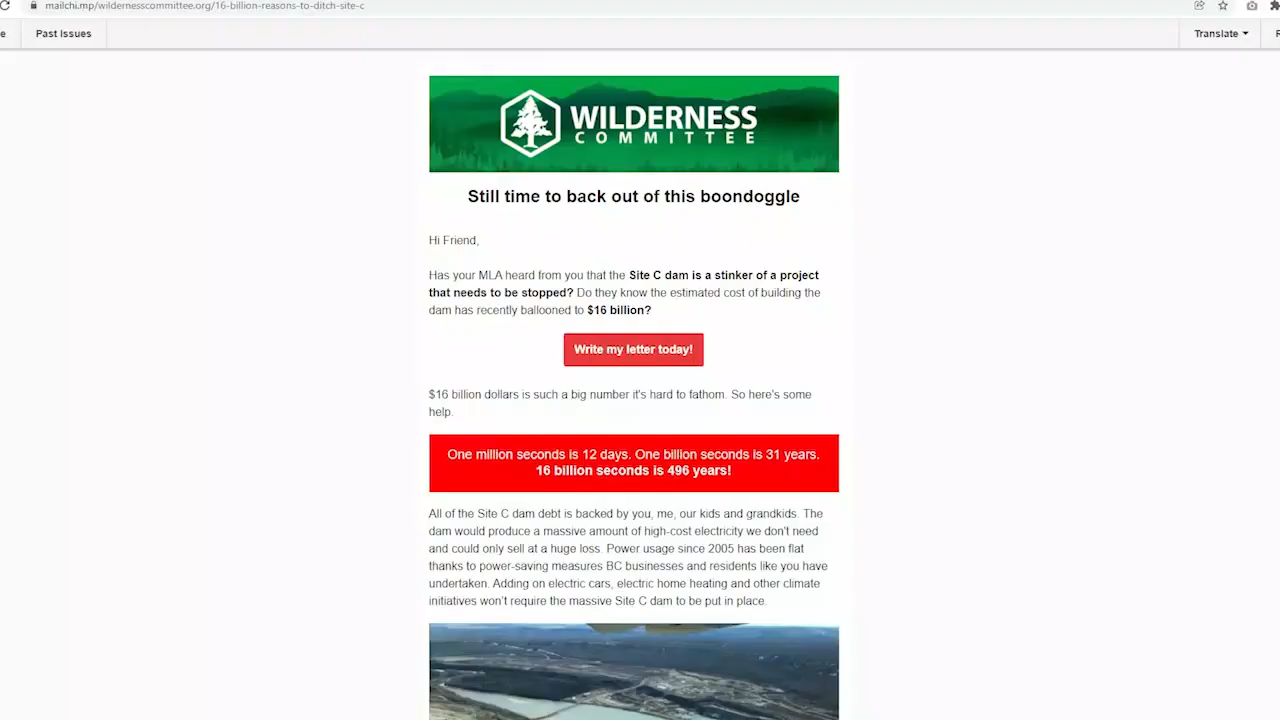 mailchi.mp/wildernesscommittee.org/16-billion-reasons-to-ditch-site-c
e
Past Issues
Translate
R
WILDERNESS
COMMITTEE
Still time to back out of this boondoggle
Hi Friend,
Has your MLA heard from you that the Site C dam is a stinker of a project
that needs to be stopped? Do they know the estimated cost of building the
dam has recently ballooned to $16 billion?
Write my letter today!
$16 billion dollars is such a big number it's hard to fathom. So here's some
help.
One million seconds is 12 days. One billion seconds is 31 years.
16 billion seconds is 496 years!
All of the Site C dam debt is backed by you, me, our kids and grandkids. The
dam would produce a massive amount of high-cost electricity we don't need
and could only sell at a huge loss. Power usage since 2005 has been flat
thanks to power-saving measures BC businesses and residents like you have
undertaken. Adding on electric cars, electric home heating and other climate
initiatives won't require the massive Site C dam to be put in place.